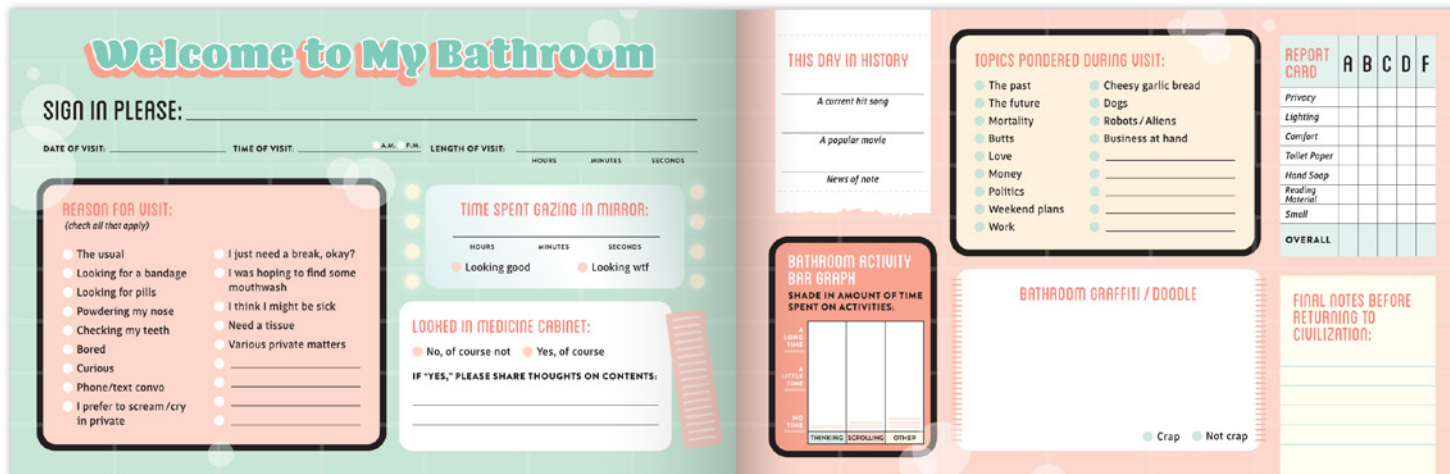 Welcome to My Bathroom
SIGN IN PLEASE:
DATE OF VISIT:
TIME OF VISIT:
A.M.
P.M.
LENGTH OF VISIT:
HOURS
MINUTES
SECONDS
REASON FOR VISIT:
(check all that apply)
The usual
Looking for a bandage
Looking for pills
Powdering my nose
Checking my teeth
Bored
Curious
Phone/text convo
I prefer to scream/cry
in private
I just need a break, okay?
I was hoping to find some
mouthwash
I think I might be sick
Need a tissue
Various private matters
TIME SPENT GAZING IN MIRROR:
HOURS
MINUTES
SECONDS
Looking good
Looking wtf
LOOKED IN MEDICINE CABINET:
No, of course not
Yes, of course
IF "YES," PLEASE SHARE THOUGHTS ON CONTENTS:
THIS DAY IN HISTORY
A current hit song
A popular movie
News of note
TOPICS PONDERED DURING VISIT:
The past
The future
Mortality
Butts
Love
Money
Politics
Weekend plans
Work
Cheesy garlic bread
Dogs
Robots/Aliens
Business at hand
REPORT
CARD
A B C D F
Privacy
Lighting
Comfort
Toilet Paper
Hand Soap
Reading
Material
Smell
OVERALL
BATHROOM ACTIVITY
BAR GRAPH
SHADE IN AMOUNT OF TIME
SPENT ON ACTIVITIES:
A
LONG
TIME
A
LITTLE
TIME
NO
TIME
THINKING
SCROLLING
OTHER
BATHROOM GRAFFITI / DOODLE
Crap
Not crap
FINAL NOTES BEFORE
RETURNING TO
CIVILIZATION: